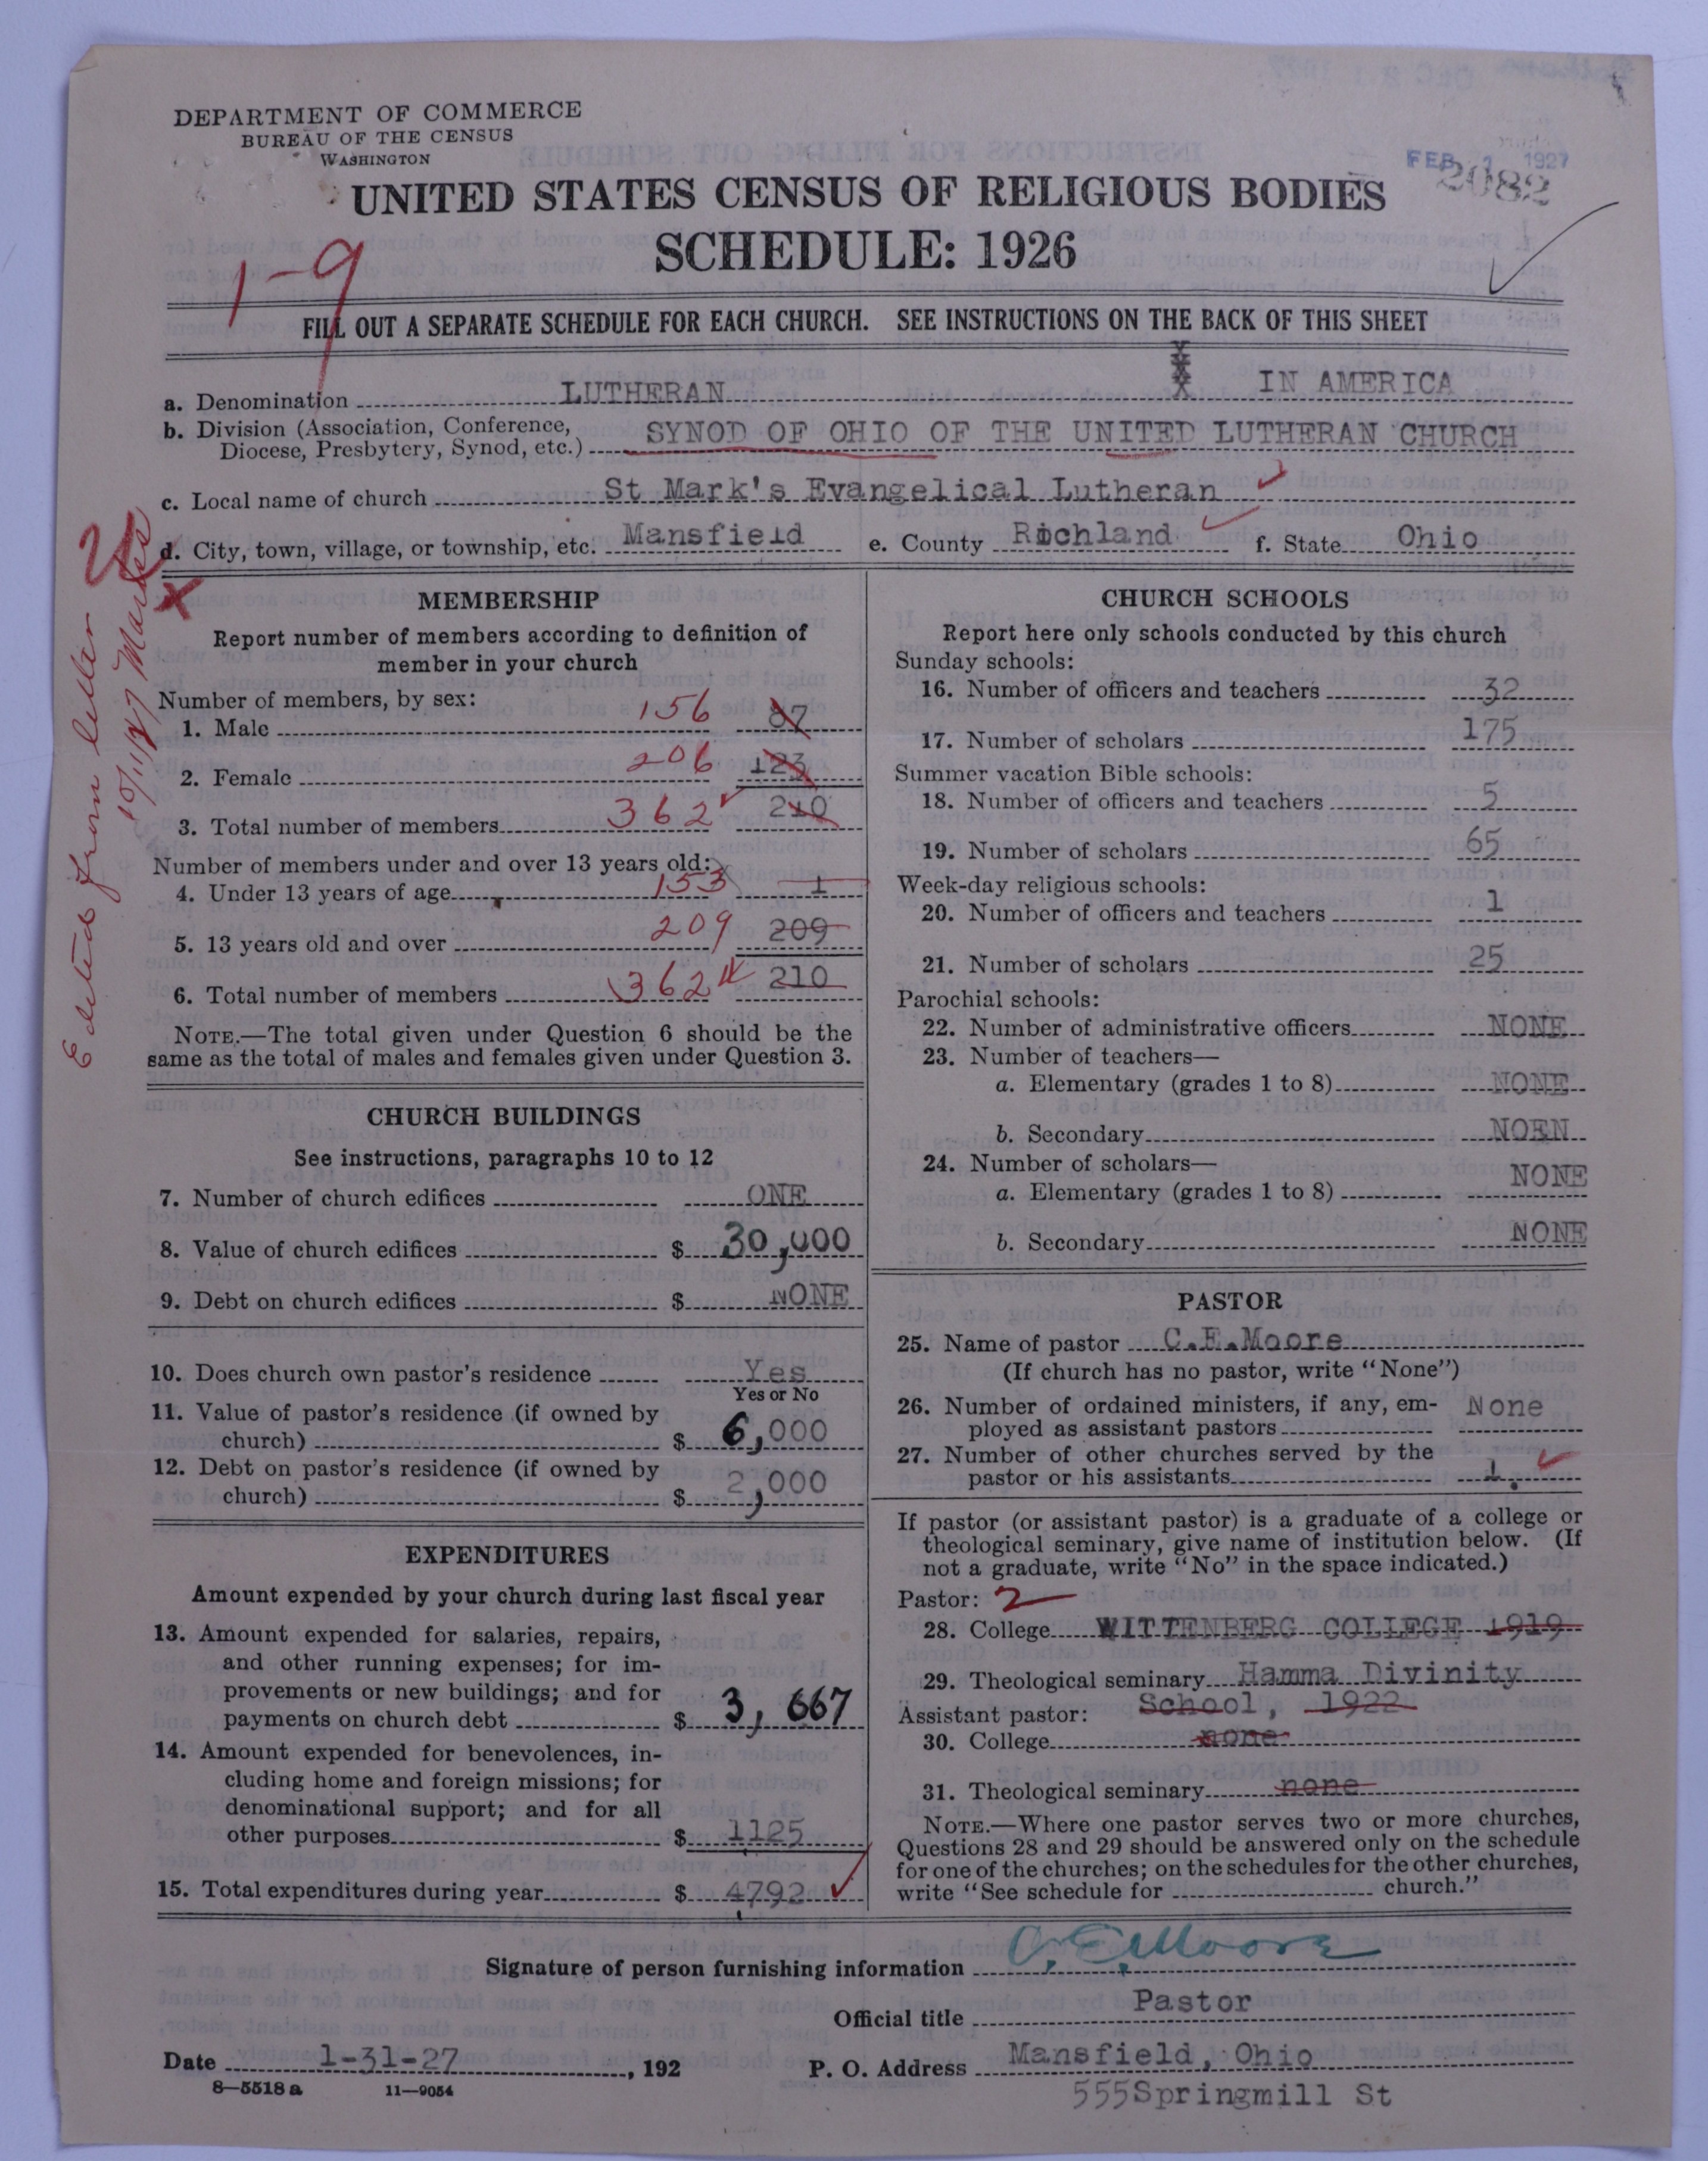 DEPARTMENT OF COMMERCE
BUREAU OF THE CENSUS
WASHINGTON
FEB 1927
2082
UNITED STATES CENSUS OF RELIGIOUS BODIES
SCHEDULE: 1926
1-9
FILL OUT A SEPARATE SCHEDULE FOR EACH CHURCH. SEE INSTRUCTIONS ON THE BACK OF THIS SHEET
a. Denomination LUTHERAN IN AMERICA
b. Division (Association, Conference,
Diocese, Presbytery, Synod, etc.) SYNOD OF OHIO OF THE UNITED LUTHERAN CHURCH
c. Local name of church St Mark's Evangelical Lutheran
d. City, town, village, or township, etc. Mansfield e. County Richland f. State Ohio
Edited from letter
10/11/27 Marks
MEMBERSHIP
Report number of members according to definition of
member in your church
Number of members, by sex:
1. Male 156 87
2. Female 206 123
3. Total number of members 362 210
Number of members under and over 13 years old:
4. Under 13 years of age 153 1
5. 13 years old and over 209 209
6. Total number of members 362 210
NOTE.—The total given under Question 6 should be the
same as the total of males and females given under Question 3.
CHURCH BUILDINGS
See instructions, paragraphs 10 to 12
7. Number of church edifices ONE
8. Value of church edifices $ 30,000
9. Debt on church edifices $ NONE
10. Does church own pastor's residence Yes
Yes or No
11. Value of pastor's residence (if owned by
church) $ 6,000
12. Debt on pastor's residence (if owned by
church) $ 2,000
EXPENDITURES
Amount expended by your church during last fiscal year
13. Amount expended for salaries, repairs,
and other running expenses; for im-
provements or new buildings; and for
payments on church debt $ 3,667
14. Amount expended for benevolences, in-
cluding home and foreign missions; for
denominational support; and for all
other purposes $ 1125
15. Total expenditures during year $ 4792
CHURCH SCHOOLS
Report here only schools conducted by this church
Sunday schools:
16. Number of officers and teachers 32
17. Number of scholars 175
Summer vacation Bible schools:
18. Number of officers and teachers 5
19. Number of scholars 65
Week-day religious schools:
20. Number of officers and teachers 1
21. Number of scholars 25
Parochial schools:
22. Number of administrative officers NONE
23. Number of teachers—
a. Elementary (grades 1 to 8) NONE
b. Secondary NOEN
24. Number of scholars—
a. Elementary (grades 1 to 8) NONE
b. Secondary NONE
PASTOR
25. Name of pastor C.E.Moore
(If church has no pastor, write "None")
26. Number of ordained ministers, if any, em-
ployed as assistant pastors None
27. Number of other churches served by the
pastor or his assistants 1.
If pastor (or assistant pastor) is a graduate of a college or
theological seminary, give name of institution below. (If
not a graduate, write "No" in the space indicated.)
Pastor: 2
28. College WITTENBERG COLLEGE 1919
29. Theological seminary Hamma Divinity
Assistant pastor: School, 1922
30. College none
31. Theological seminary none
NOTE.—Where one pastor serves two or more churches,
Questions 28 and 29 should be answered only on the schedule
for one of the churches; on the schedules for the other churches,
write "See schedule for church."
Signature of person furnishing information C. E. Moore
Official title Pastor
Date 1-31-27, 192 P. O. Address Mansfield, Ohio
8—5518 a 11—9054 555Springmill St